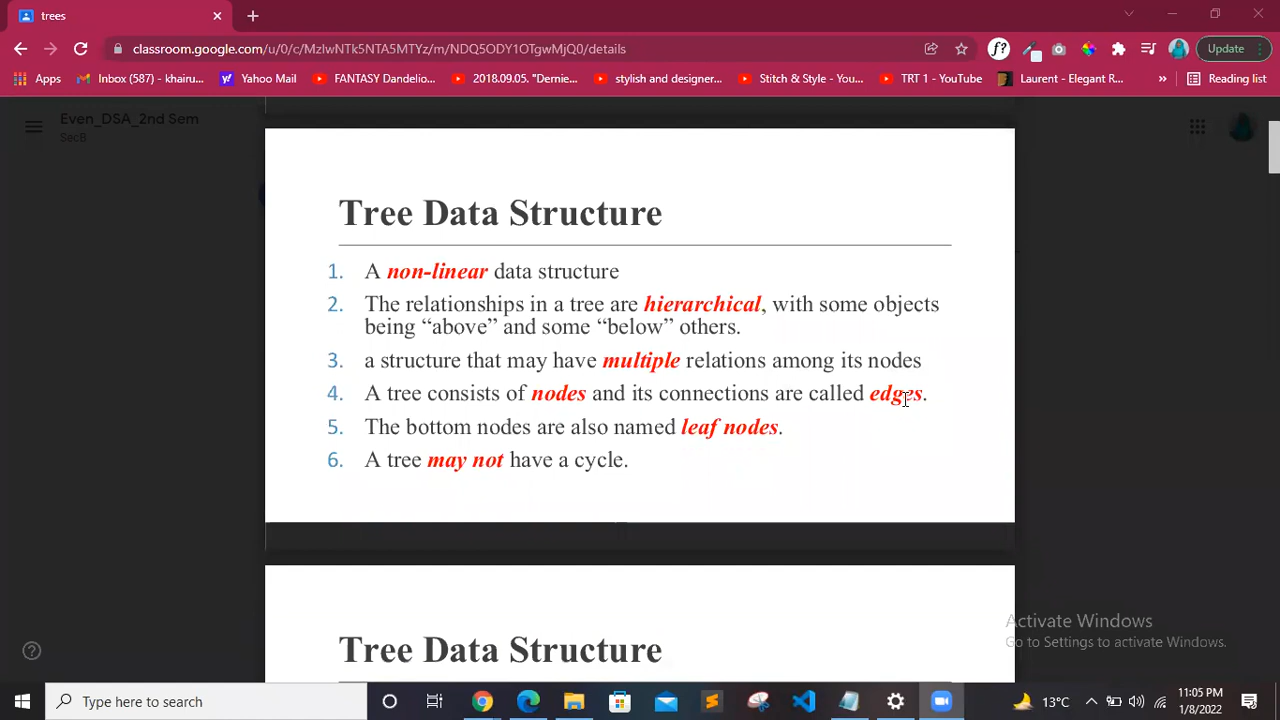 trees
classroom.google.com/u/0/c/MzIwNTk5NTA5MTYz/m/NDQ5ODY1OTgwMjQ0/details
Update
Apps
Inbox (587) - khairu...
Yahoo Mail
FANTASY Dandelio...
2018.09.05. "Dernie...
stylish and designer...
Stitch & Style - You...
TRT 1 - YouTube
Laurent - Elegant R...
»
Reading list
Even_DSA_2nd Sem
SecB
Tree Data Structure
1. A non-linear data structure
2. The relationships in a tree are hierarchical, with some objects
being “above” and some “below” others.
3. a structure that may have multiple relations among its nodes
4. A tree consists of nodes and its connections are called edges.
5. The bottom nodes are also named leaf nodes.
6. A tree may not have a cycle.
Tree Data Structure
Activate Windows
Go to Settings to activate Windows.
Type here to search
13°C
11:05 PM
1/8/2022